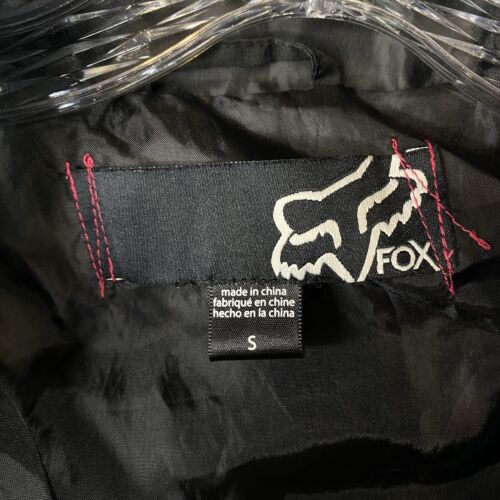 FOX
made in china
fabriqué en chine
hecho en la china
S